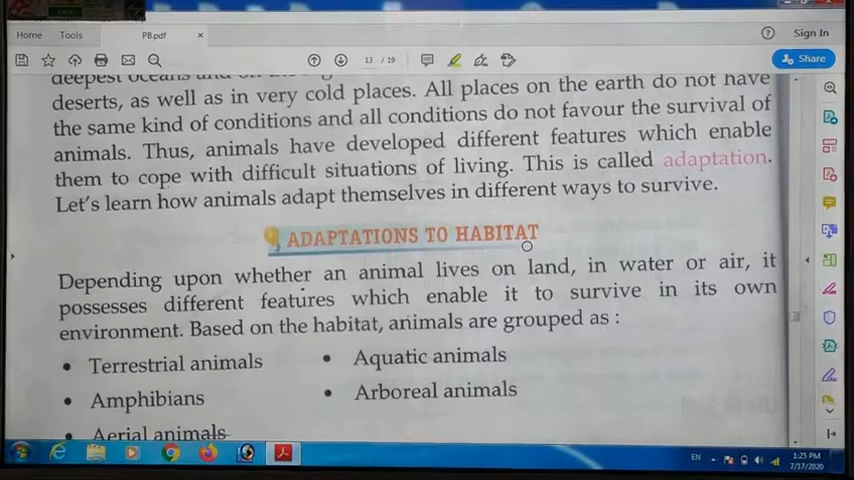 Home Tools PB.pdf × Sign In
13 / 19 Share
deepest oceans and on
deserts, as well as in very cold places. All places on the earth do not have
the same kind of conditions and all conditions do not favour the survival of
animals. Thus, animals have developed different features which enable
them to cope with difficult situations of living. This is called adaptation.
Let's learn how animals adapt themselves in different ways to survive.
ADAPTATIONS TO HABITAT
Depending upon whether an animal lives on land, in water or air, it
possesses different features which enable it to survive in its own
environment. Based on the habitat, animals are grouped as :
• Terrestrial animals • Aquatic animals
• Amphibians • Arboreal animals
• Aerial animals
EN 1:25 PM
7/17/2020